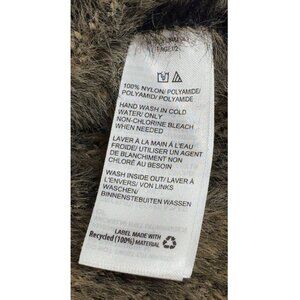 100% NYLON/POLYAMIDE/
POLYAMID/ POLYAMIDE
HAND WASH IN COLD
WATER/ ONLY
NON-CHLORINE BLEACH
WHEN NEEDED
LAVER À LA MAIN À L'EAU
FROIDE/ UTILISER UN AGENT
DE BLANCHIMENT NON
CHLORÉ AU BESOIN
WASH INSIDE OUT/ LAVER À
L'ENVERS/ VON LINKS
WASCHEN/
BINNENSTEBUITEN WASSEN
LABEL MADE WITH
Recycled (100%) MATERIAL